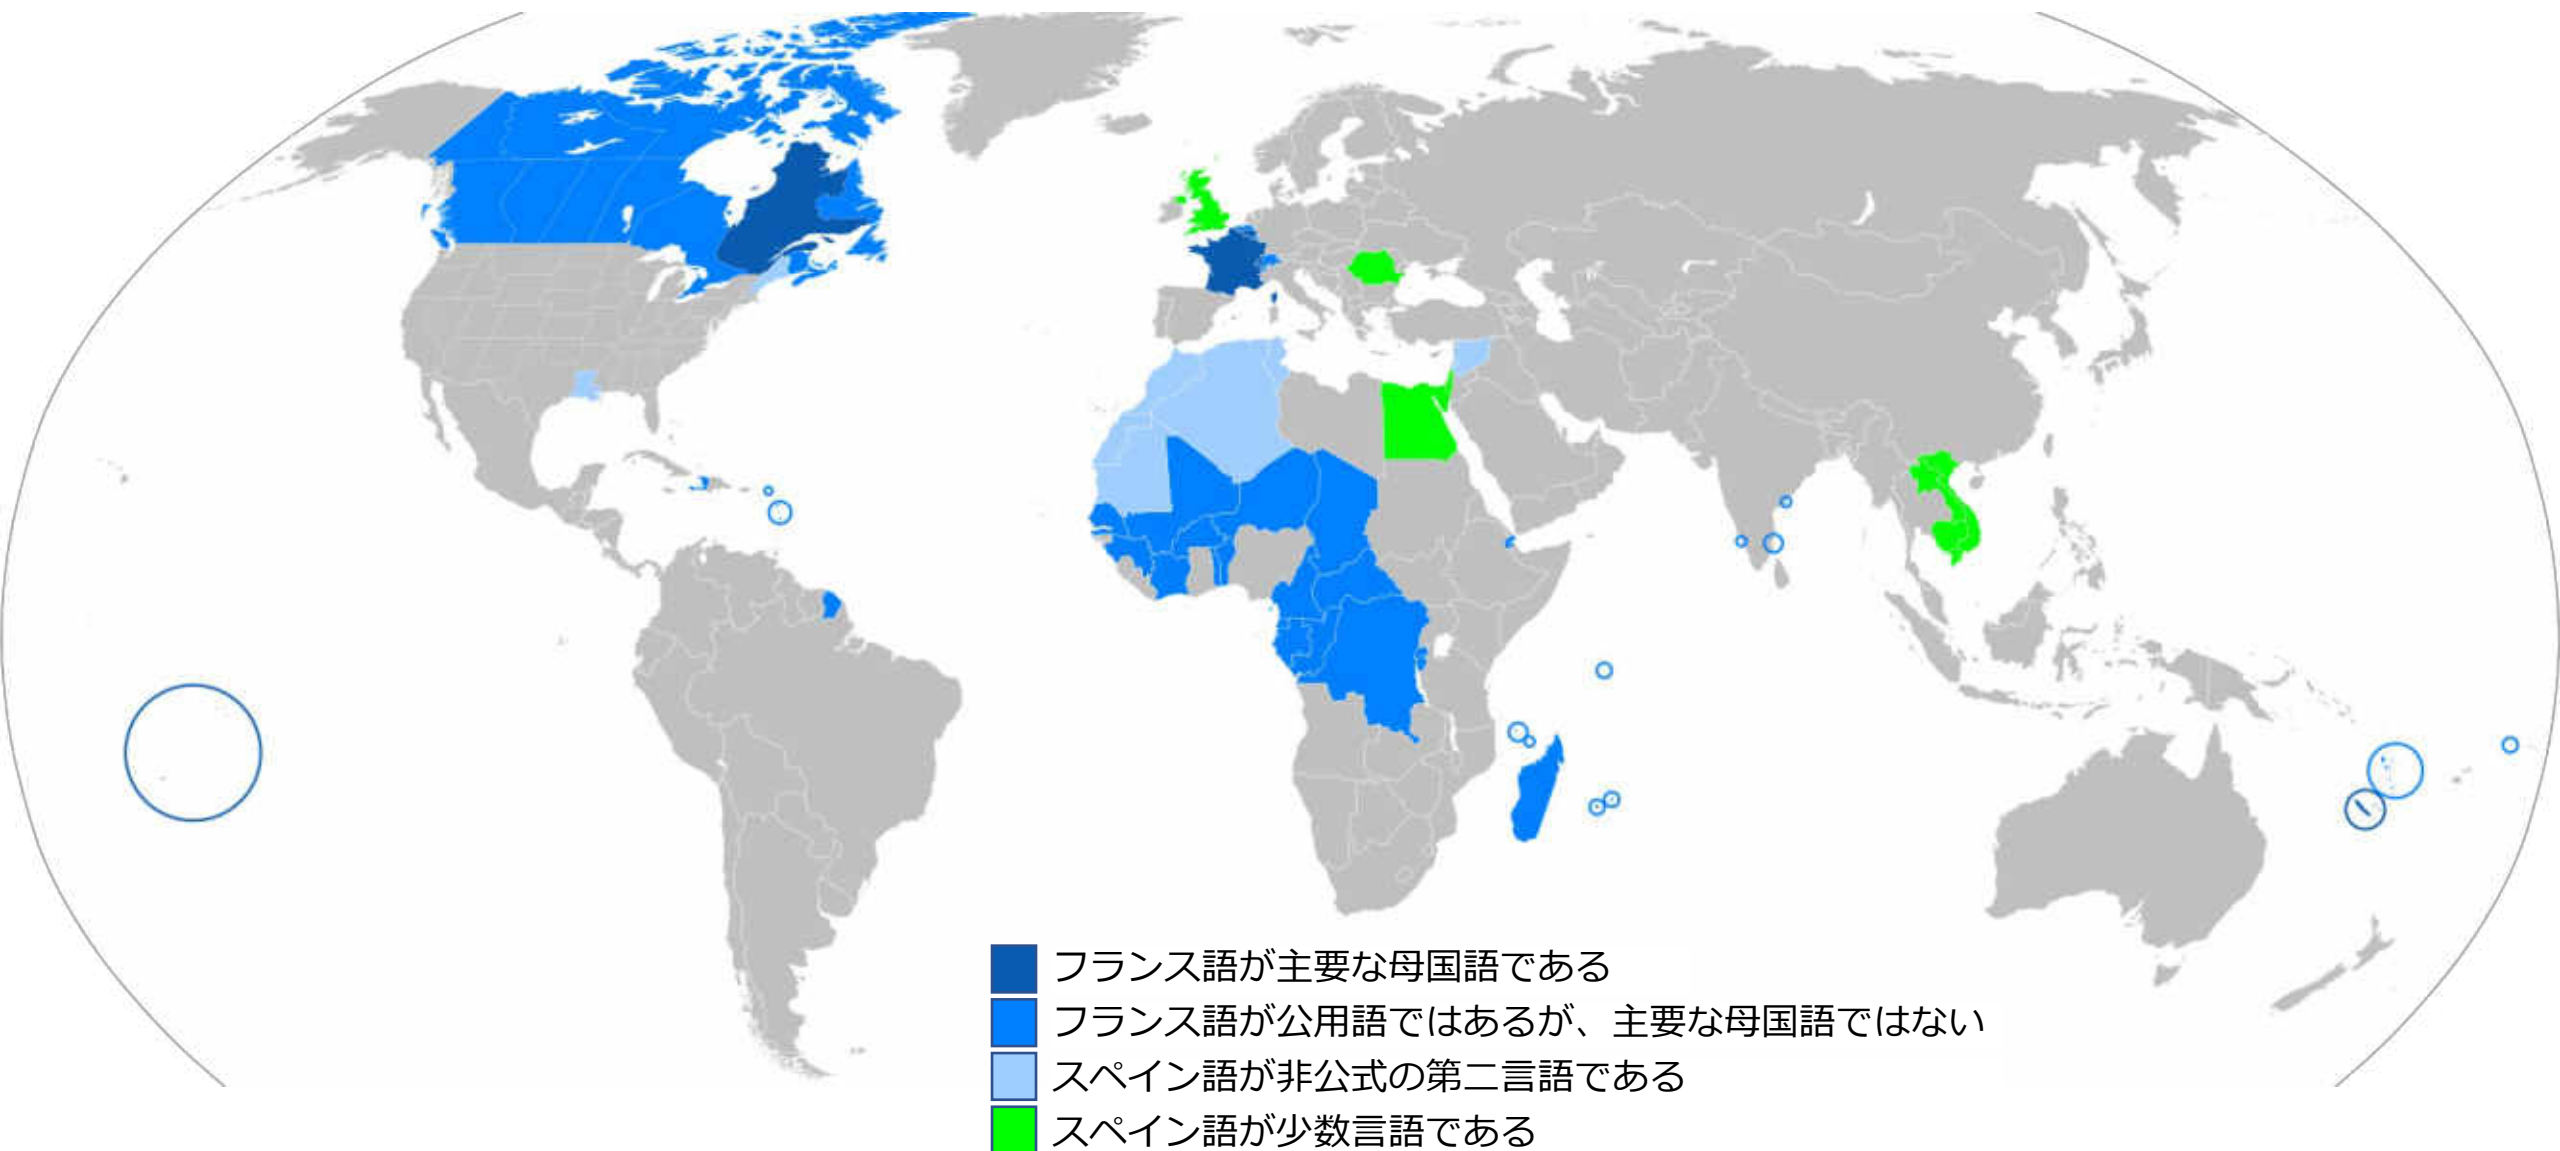 フランス語が主要な母国語である
フランス語が公用語ではあるが、主要な母国語ではない
スペイン語が非公式の第二言語である
スペイン語が少数言語である